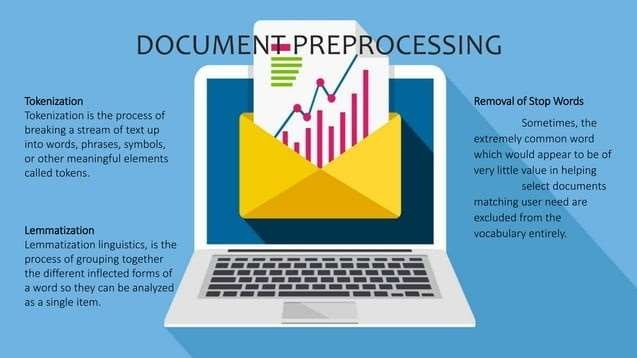 DOCUMENT PREPROCESSING
Tokenization
Tokenization is the process of
breaking a stream of text up
into words, phrases, symbols,
or other meaningful elements
called tokens.
Lemmatization
Lemmatization linguistics, is the
process of grouping together
the different inflected forms of
a word so they can be analyzed
as a single item.
Removal of Stop Words
Sometimes, the
extremely common word
which would appear to be of
very little value in helping
select documents
matching user need are
excluded from the
vocabulary entirely.